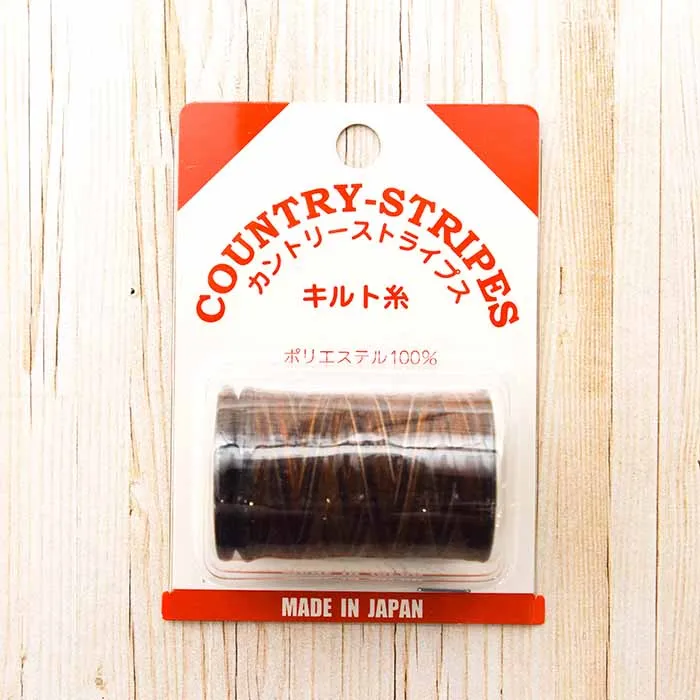 COUNTRY-STRIPES
カントリーストライプス
キルト糸
ポリエステル100%
MADE IN JAPAN